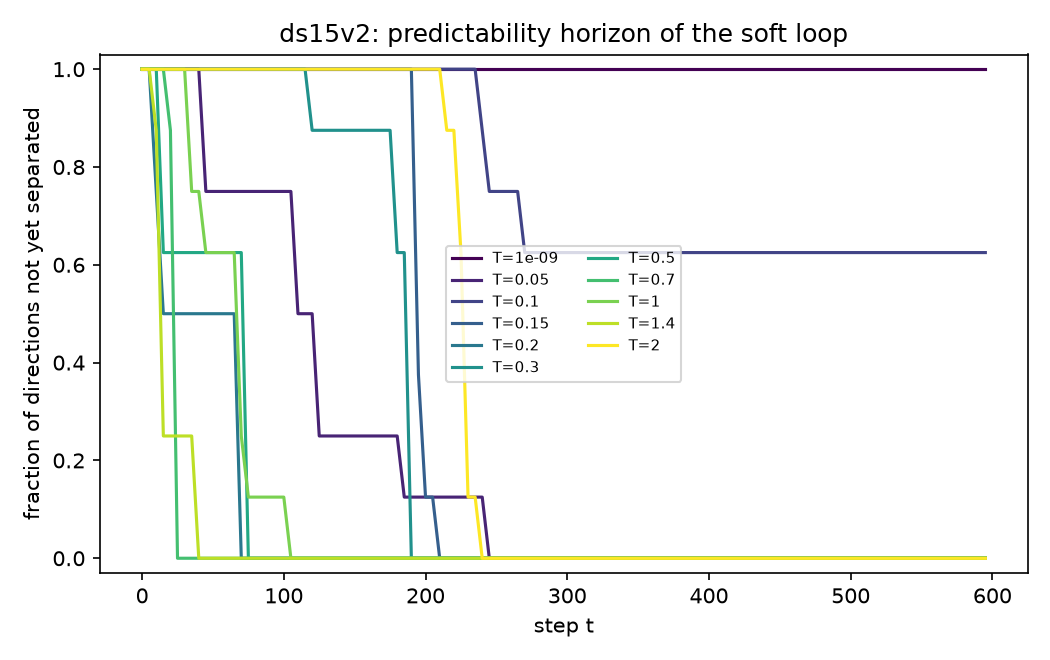 ds15v2: predictability horizon of the soft loop
fraction of directions not yet separated
1.0
0.8
0.6
0.4
0.2
0.0
T=1e-09
T=0.05
T=0.1
T=0.15
T=0.2
T=0.3
T=0.5
T=0.7
T=1
T=1.4
T=2
0 100 200 300 400 500 600
step t